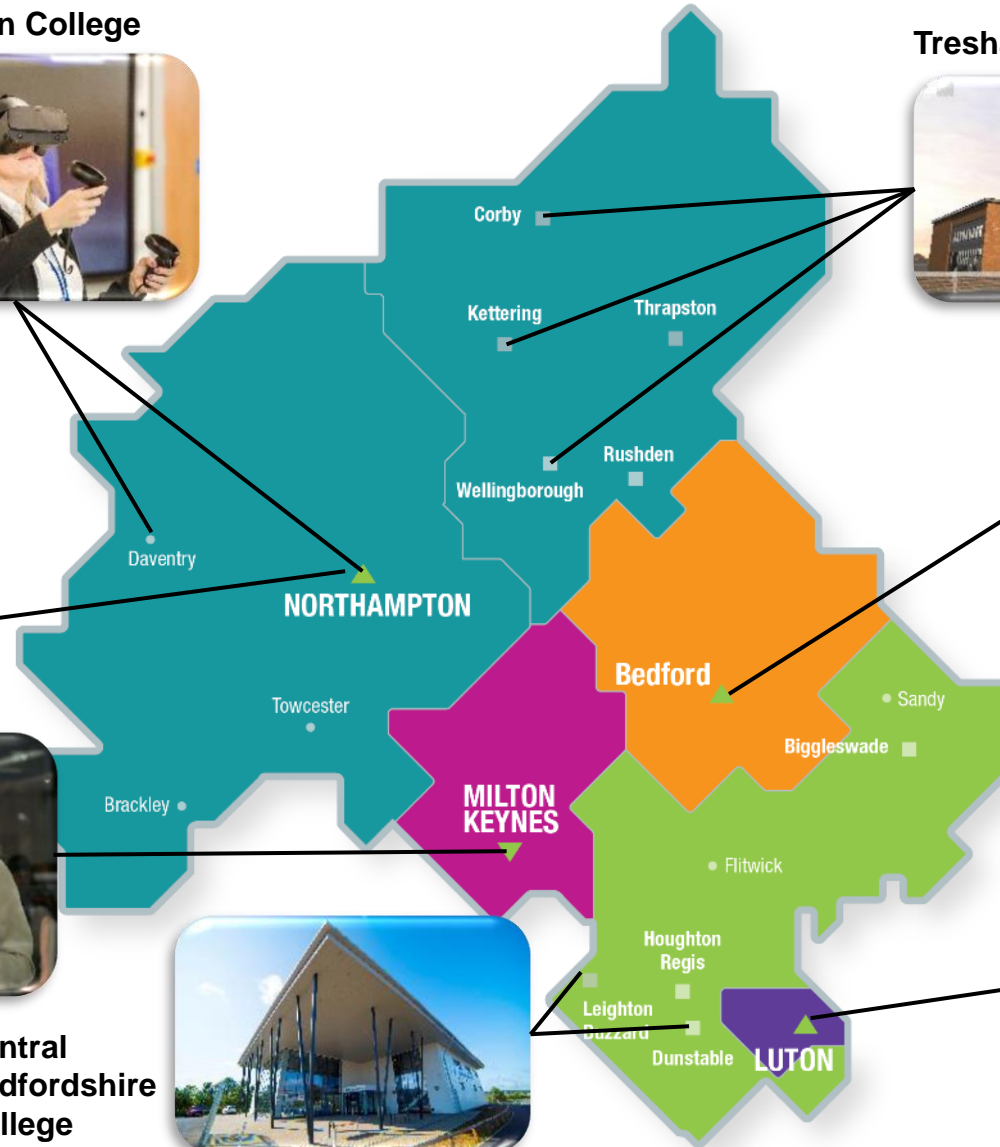 n College
Tresh
Corby
Kettering
Thrapston
Rushden
Wellingborough
Daventry
NORTHAMPTON
Bedford
Towcester
Sandy
Biggleswade
MILTON
KEYNES
Brackley
Flitwick
Houghton
Regis
Leighton
Buzzard
Dunstable
LUTON
ntral
dfordshire
llege